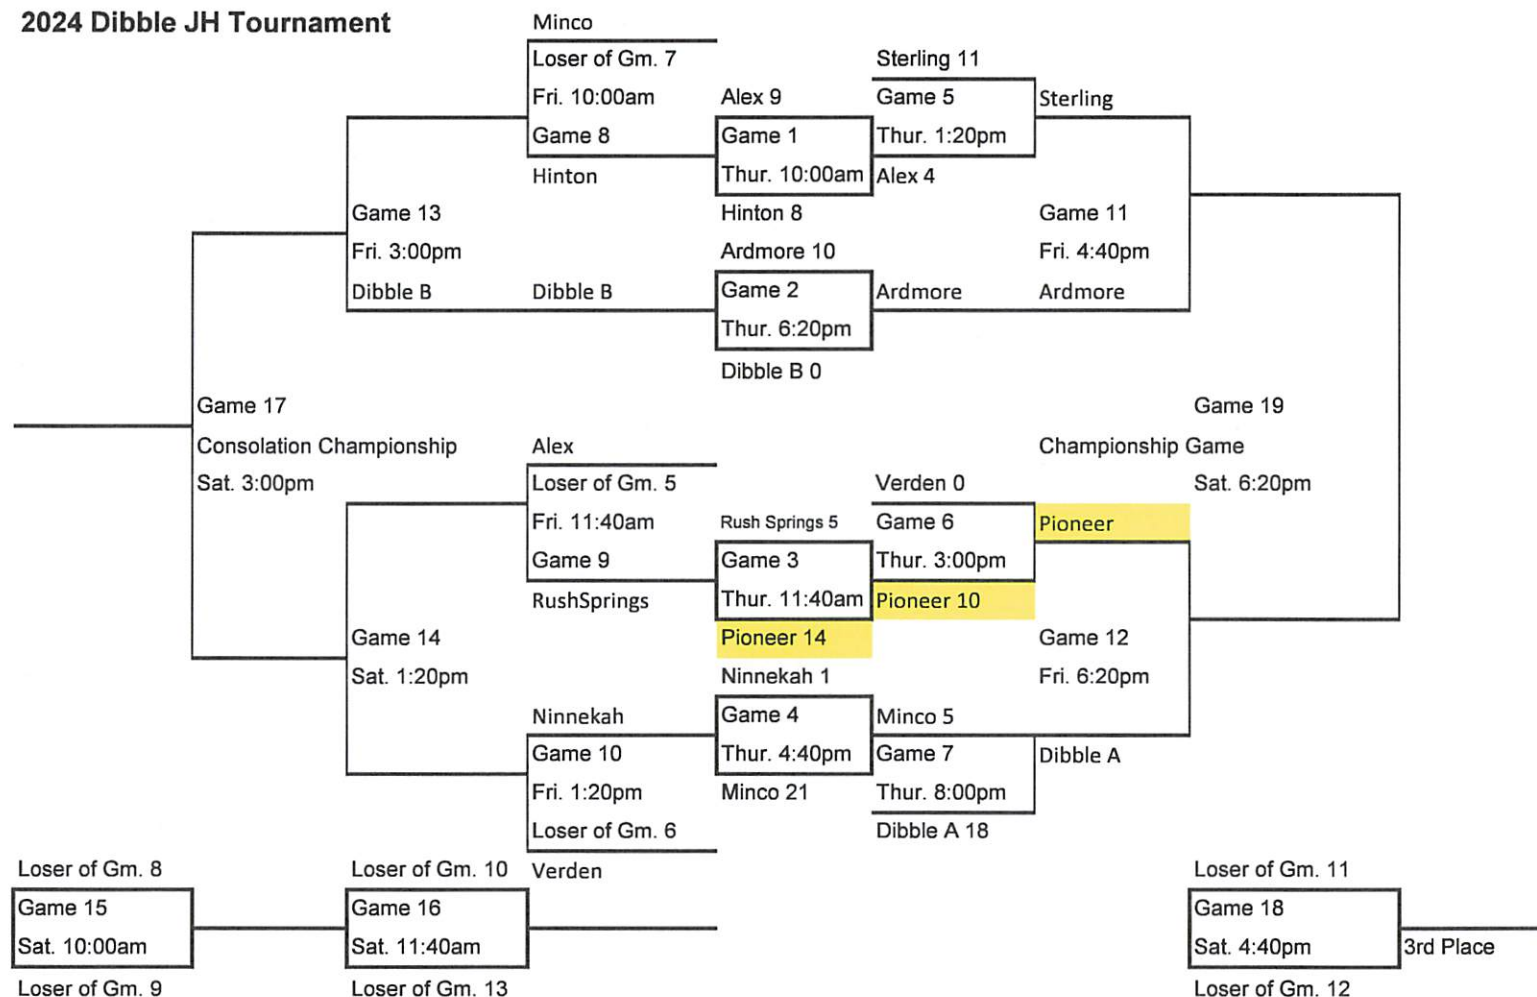 2024 Dibble JH Tournament
Minco
Loser of Gm. 7
Fri. 10:00am
Game 8
Hinton
Alex 9
Game 1
Thur. 10:00am
Hinton 8
Sterling 11
Game 5
Thur. 1:20pm
Alex 4
Sterling
Game 13
Fri. 3:00pm
Dibble B
Dibble B
Ardmore 10
Game 2
Thur. 6:20pm
Dibble B 0
Ardmore
Game 11
Fri. 4:40pm
Ardmore
Game 17
Consolation Championship
Sat. 3:00pm
Game 19
Championship Game
Sat. 6:20pm
Alex
Loser of Gm. 5
Fri. 11:40am
Game 9
RushSprings
Rush Springs 5
Game 3
Thur. 11:40am
Pioneer 14
Verden 0
Game 6
Thur. 3:00pm
Pioneer 10
Pioneer
Game 14
Sat. 1:20pm
Game 12
Fri. 6:20pm
Ninnekah 1
Game 4
Thur. 4:40pm
Minco 21
Ninnekah
Game 10
Fri. 1:20pm
Loser of Gm. 6
Verden
Minco 5
Game 7
Thur. 8:00pm
Dibble A 18
Dibble A
Loser of Gm. 8
Game 15
Sat. 10:00am
Loser of Gm. 9
Loser of Gm. 10
Game 16
Sat. 11:40am
Loser of Gm. 13
Loser of Gm. 11
Game 18
Sat. 4:40pm
Loser of Gm. 12
3rd Place